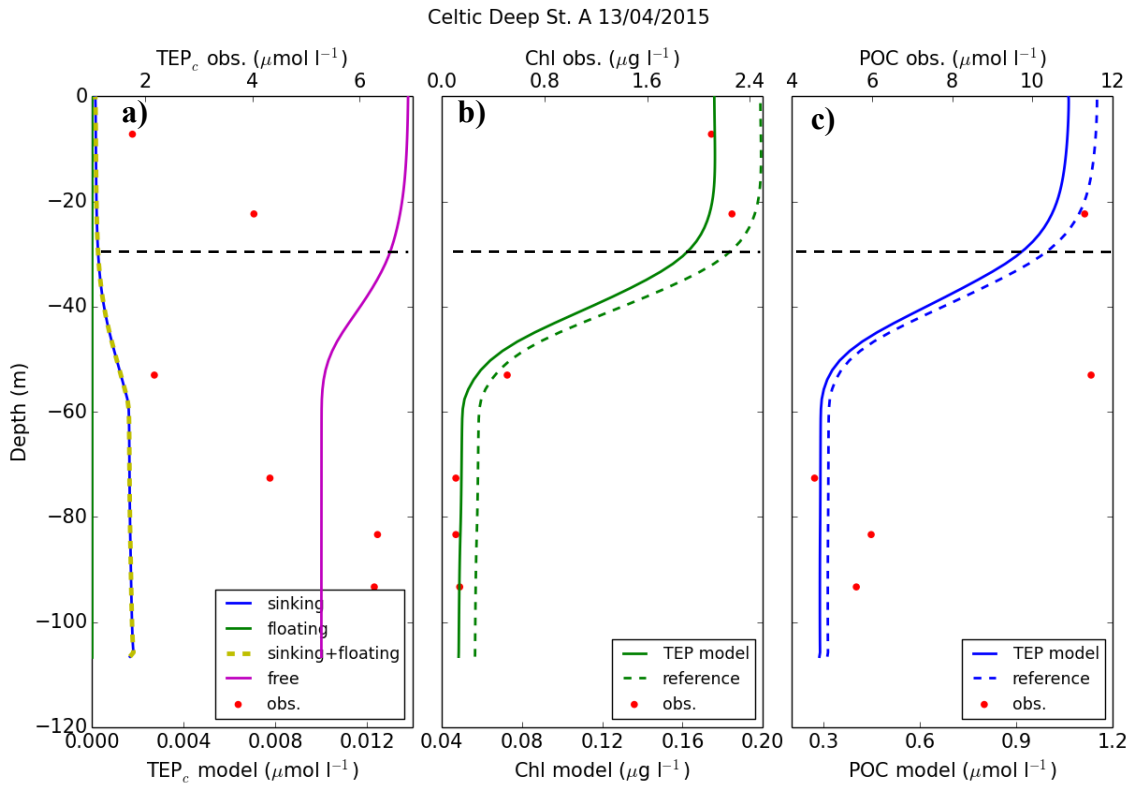 Celtic Deep St. A 13/04/2015
TEP_c obs. (μmol l⁻¹)
2 4 6
a)
0
−20
−40
−60
−80
−100
−120
Depth (m)
sinking
floating
sinking+floating
free
obs.
0.000 0.004 0.008 0.012
TEP_c model (μmol l⁻¹)
Chl obs. (μg l⁻¹)
0.0 0.8 1.6 2.4
b)
TEP model
reference
obs.
0.04 0.08 0.12 0.16 0.20
Chl model (μg l⁻¹)
POC obs. (μmol l⁻¹)
4 6 8 10 12
c)
TEP model
reference
obs.
0.3 0.6 0.9 1.2
POC model (μmol l⁻¹)